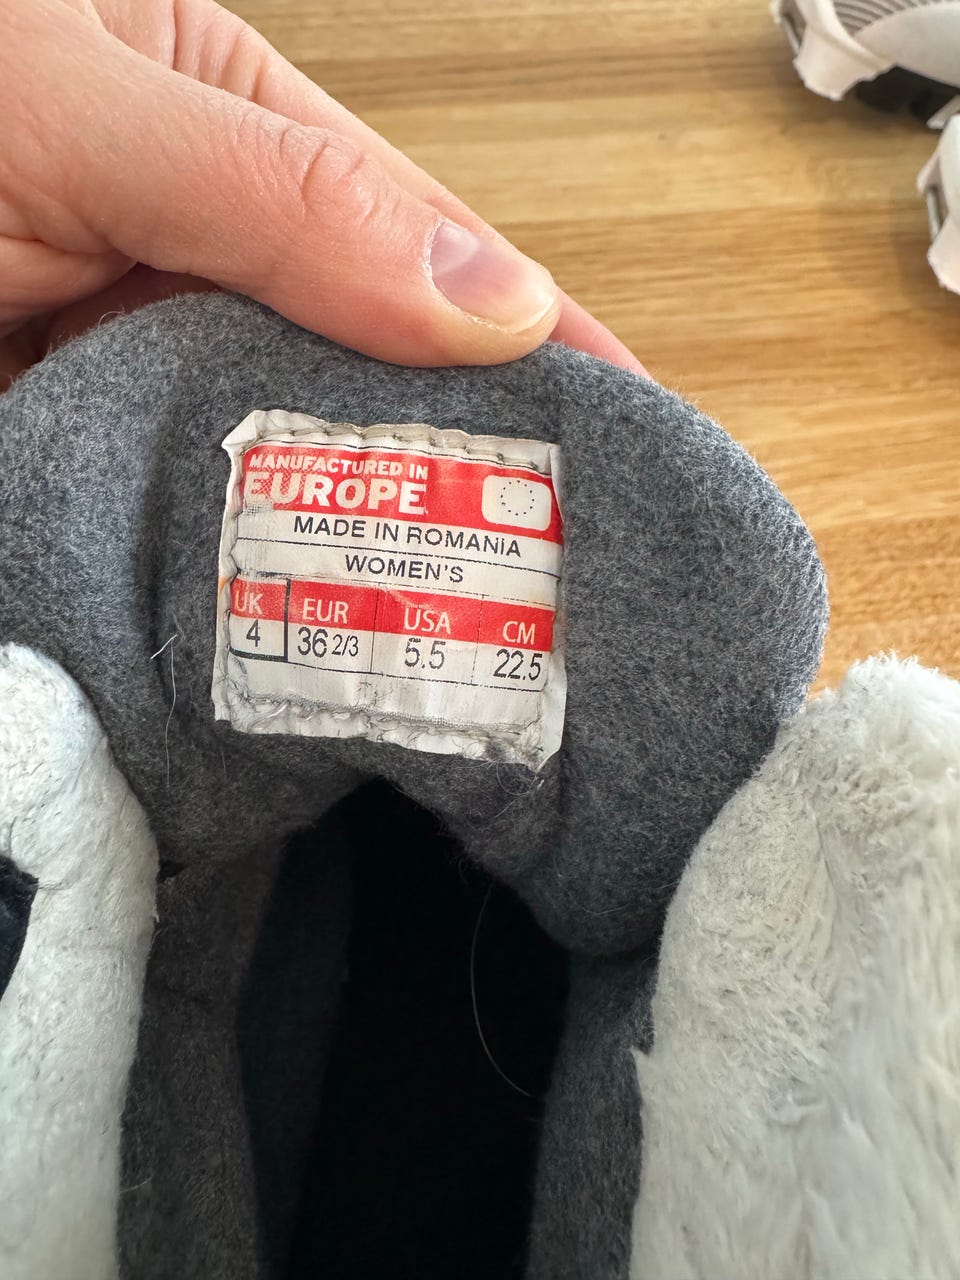 MANUFACTURED IN
EUROPE
MADE IN ROMANIA
WOMEN'S
UK EUR USA CM
4 36 2/3 5.5 22.5